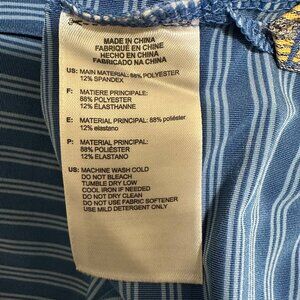 MADE IN CHINA
FABRIQUÉ EN CHINE
HECHO EN CHINA
FABRICADO NA CHINA
US: MAIN MATERIAL: 88% POLYESTER
12% SPANDEX
F: MATIERE PRINCIPALE:
88% POLYESTER
12% ÉLASTHANNE
E: MATERIAL PRINCIPAL: 88% poliéster
12% elastano
P: MATERIAL PRINCIPAL:
88% POLIÉSTER
12% ELASTANO
US: MACHINE WASH COLD
DO NOT BLEACH
TUMBLE DRY LOW
COOL IRON IF NEEDED
DO NOT DRY CLEAN
DO NOT USE FABRIC SOFTENER
USE MILD DETERGENT ONLY